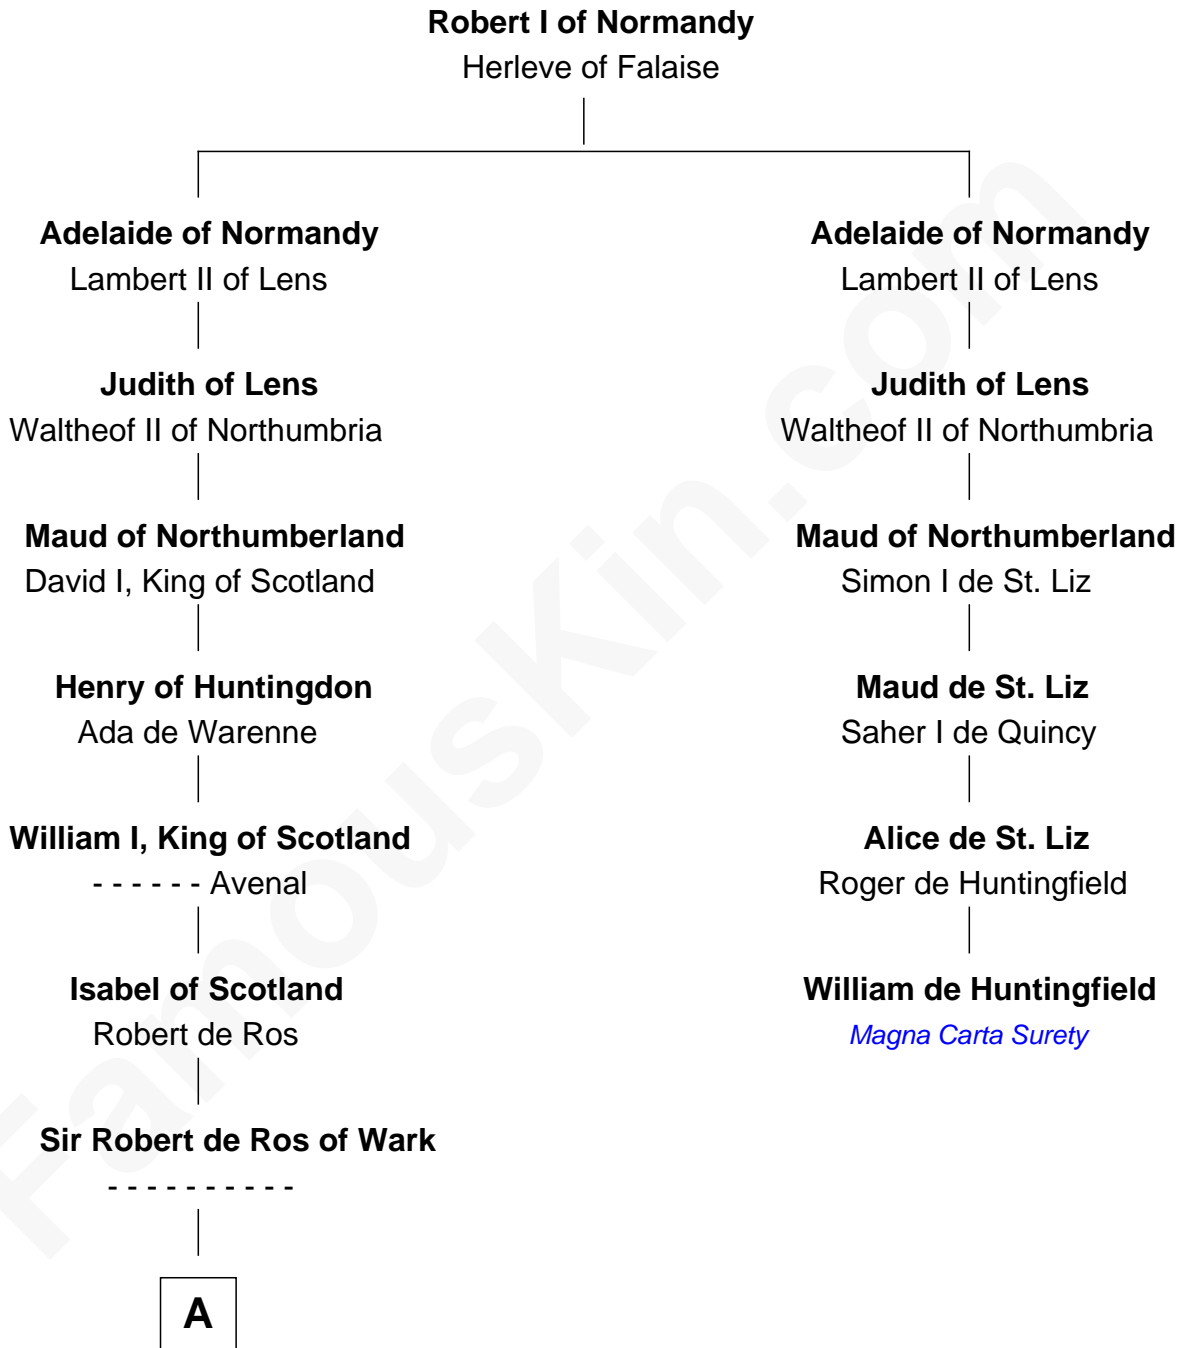 Robert I of Normandy
Herleve of Falaise
Adelaide of Normandy
Lambert II of Lens
Judith of Lens
Waltheof II of Northumbria
Maud of Northumberland
David I, King of Scotland
Henry of Huntingdon
Ada de Warenne
William I, King of Scotland
- - - - - - Avenal
Isabel of Scotland
Robert de Ros
Sir Robert de Ros of Wark
- - - - - - - - - -
A
Adelaide of Normandy
Lambert II of Lens
Judith of Lens
Waltheof II of Northumbria
Maud of Northumberland
Simon I de St. Liz
Maud de St. Liz
Saher I de Quincy
Alice de St. Liz
Roger de Huntingfield
William de Huntingfield
Magna Carta Surety
FamousKin.com